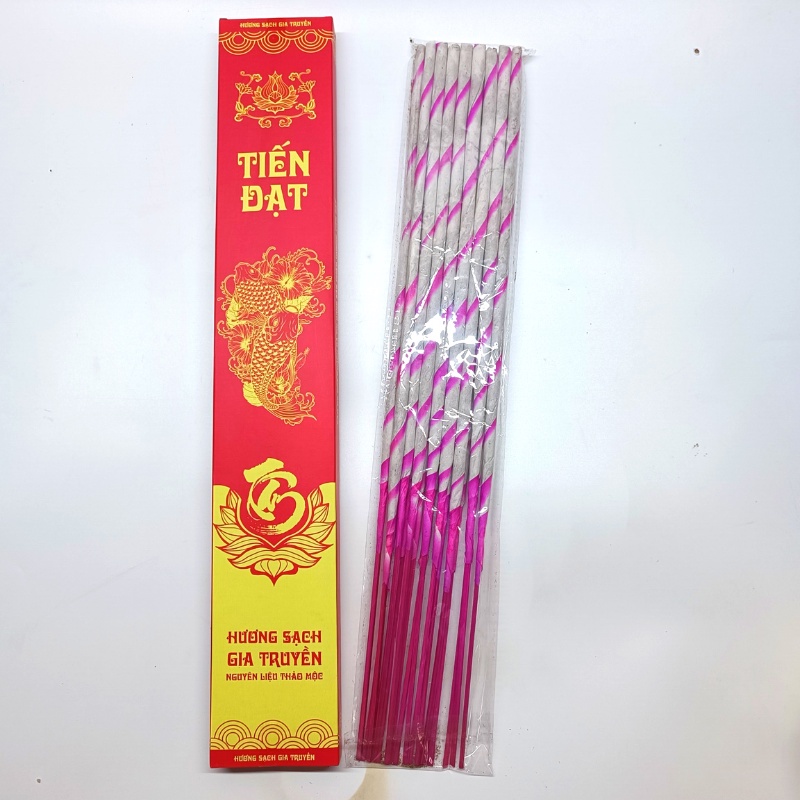 HƯƠNG SẠCH GIA TRUYỀN
TIẾN
ĐẠT
HƯƠNG SẠCH
GIA TRUYỀN
NGUYÊN LIỆU THẢO MỘC
HƯƠNG SẠCH GIA TRUYỀN